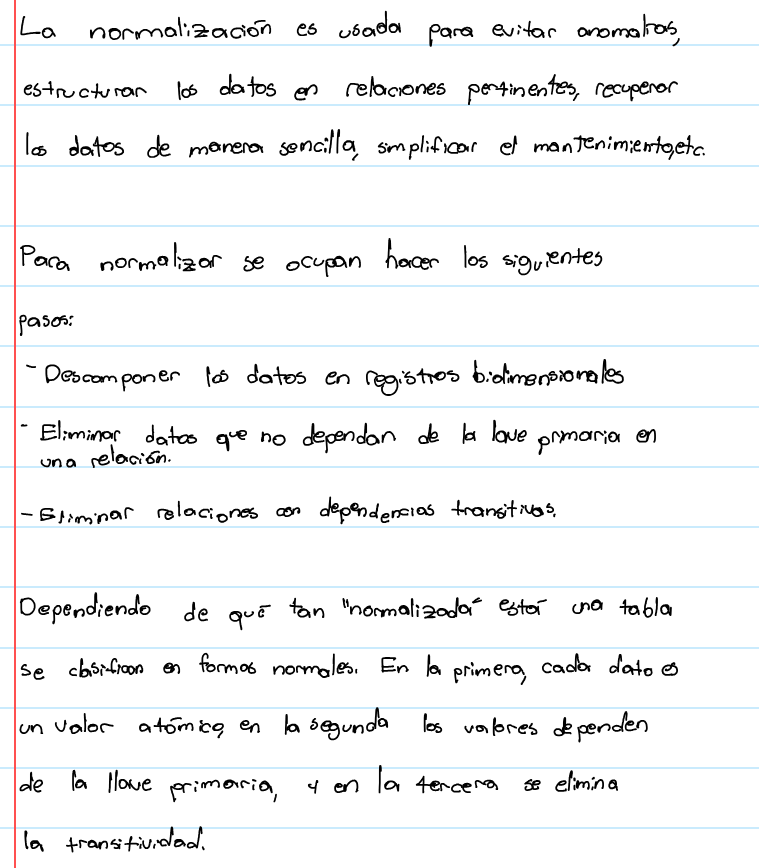 La normalización es usada para evitar anomalías,
estructurar los datos en relaciones pertinentes, recuperar
los datos de manera sencilla, simplificar el mantenimiento,etc.
Para normalizar se ocupan hacer los siguientes
pasos:
- Descomponer los datos en registros bidimensionales
- Eliminar datos que no dependan de la lave primaria en
una relación.
- Eliminar relaciones con dependencias transitivas.
Dependiendo de qué tan "normalizada" está una tabla
se clasifican en formas normales. En la primera, cada dato es
un valor atómico, en la segunda los valores dependen
de la llave primaria, y en la tercera se elimina
la transitividad.